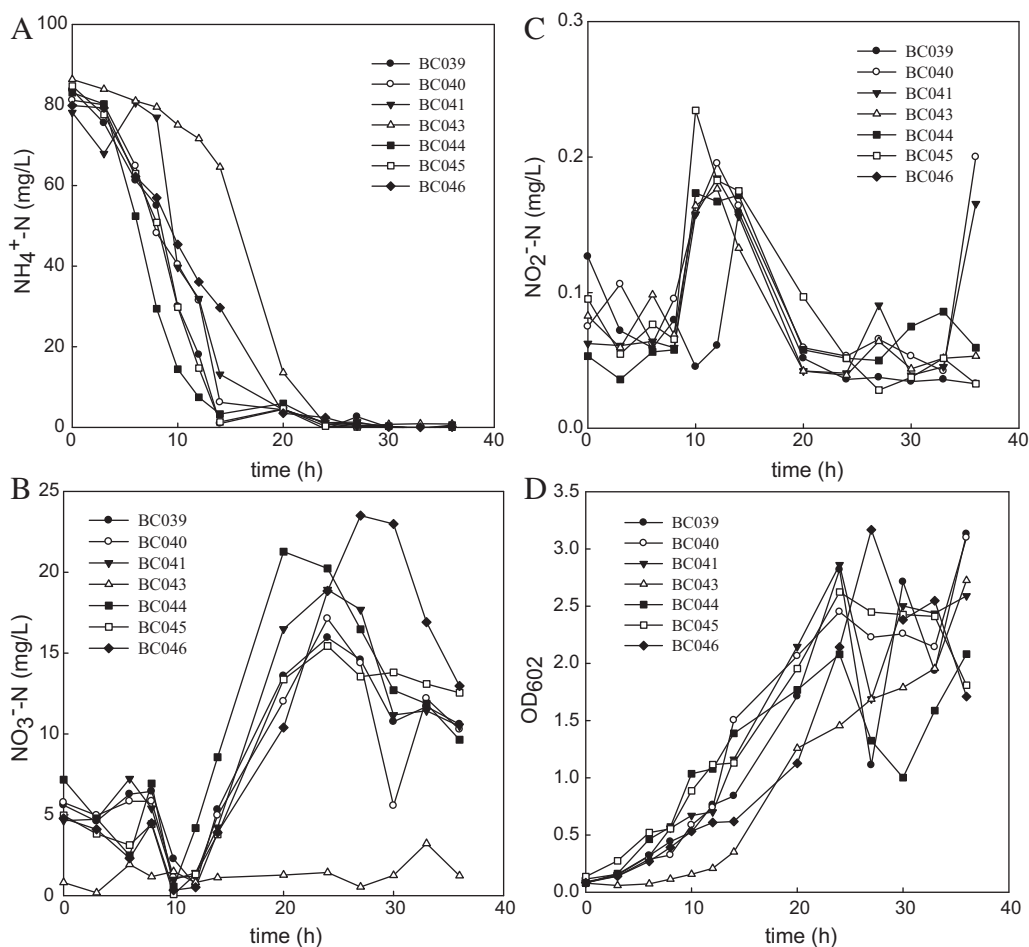 A
NH₄⁺-N (mg/L)
100
80
60
40
20
0
BC039
BC040
BC041
BC043
BC044
BC045
BC046
0 10 20 30 40
time (h)
C
NO₂⁻-N (mg/L)
0.3
0.2
0.1
0.0
BC039
BC040
BC041
BC043
BC044
BC045
BC046
0 10 20 30 40
time (h)
B
NO₃⁻-N (mg/L)
25
20
15
10
5
0
BC039
BC040
BC041
BC043
BC044
BC045
BC046
0 10 20 30 40
time (h)
D
OD₆₀₂
3.5
3.0
2.5
2.0
1.5
1.0
0.5
0.0
BC039
BC040
BC041
BC043
BC044
BC045
BC046
0 10 20 30 40
time (h)